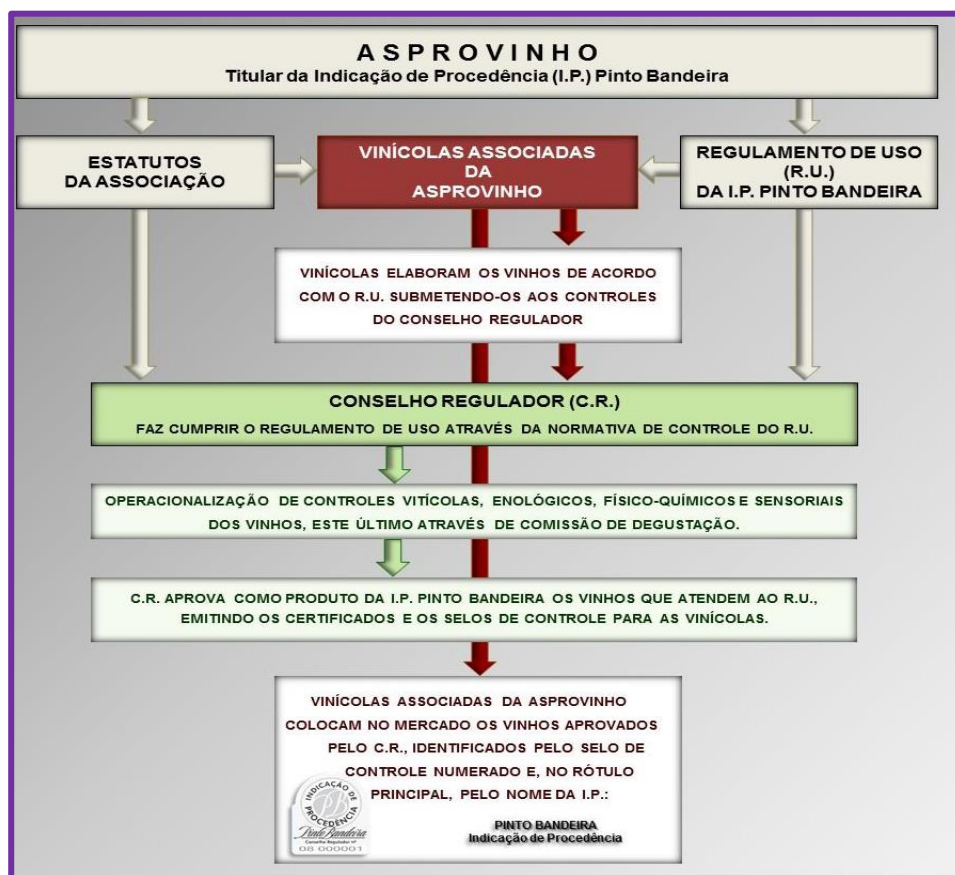 ASPROVINHO
Titular da Indicação de Procedência (I.P.) Pinto Bandeira
ESTATUTOS
DA ASSOCIAÇÃO
VINÍCOLAS ASSOCIADAS
DA
ASPROVINHO
REGULAMENTO DE USO
(R.U.)
DA I.P. PINTO BANDEIRA
VINÍCOLAS ELABORAM OS VINHOS DE ACORDO
COM O R.U. SUBMETENDO-OS AOS CONTROLES
DO CONSELHO REGULADOR
CONSELHO REGULADOR (C.R.)
FAZ CUMPRIR O REGULAMENTO DE USO ATRAVÉS DA NORMATIVA DE CONTROLE DO R.U.
OPERACIONALIZAÇÃO DE CONTROLES VITÍCOLAS, ENOLÓGICOS, FÍSICO-QUÍMICOS E SENSORIAIS
DOS VINHOS, ESTE ÚLTIMO ATRAVÉS DE COMISSÃO DE DEGUSTAÇÃO.
C.R. APROVA COMO PRODUTO DA I.P. PINTO BANDEIRA OS VINHOS QUE ATENDEM AO R.U.,
EMITINDO OS CERTIFICADOS E OS SELOS DE CONTROLE PARA AS VINÍCOLAS.
VINÍCOLAS ASSOCIADAS DA ASPROVINHO
COLOCAM NO MERCADO OS VINHOS APROVADOS
PELO C.R., IDENTIFICADOS PELO SELO DE
CONTROLE NUMERADO E, NO RÓTULO
PRINCIPAL, PELO NOME DA I.P.:
INDICAÇÃO DE
PROCEDÊNCIA
PB
Pinto Bandeira
Conselho Regulador nº
08 000001
PINTO BANDEIRA
Indicação de Procedência